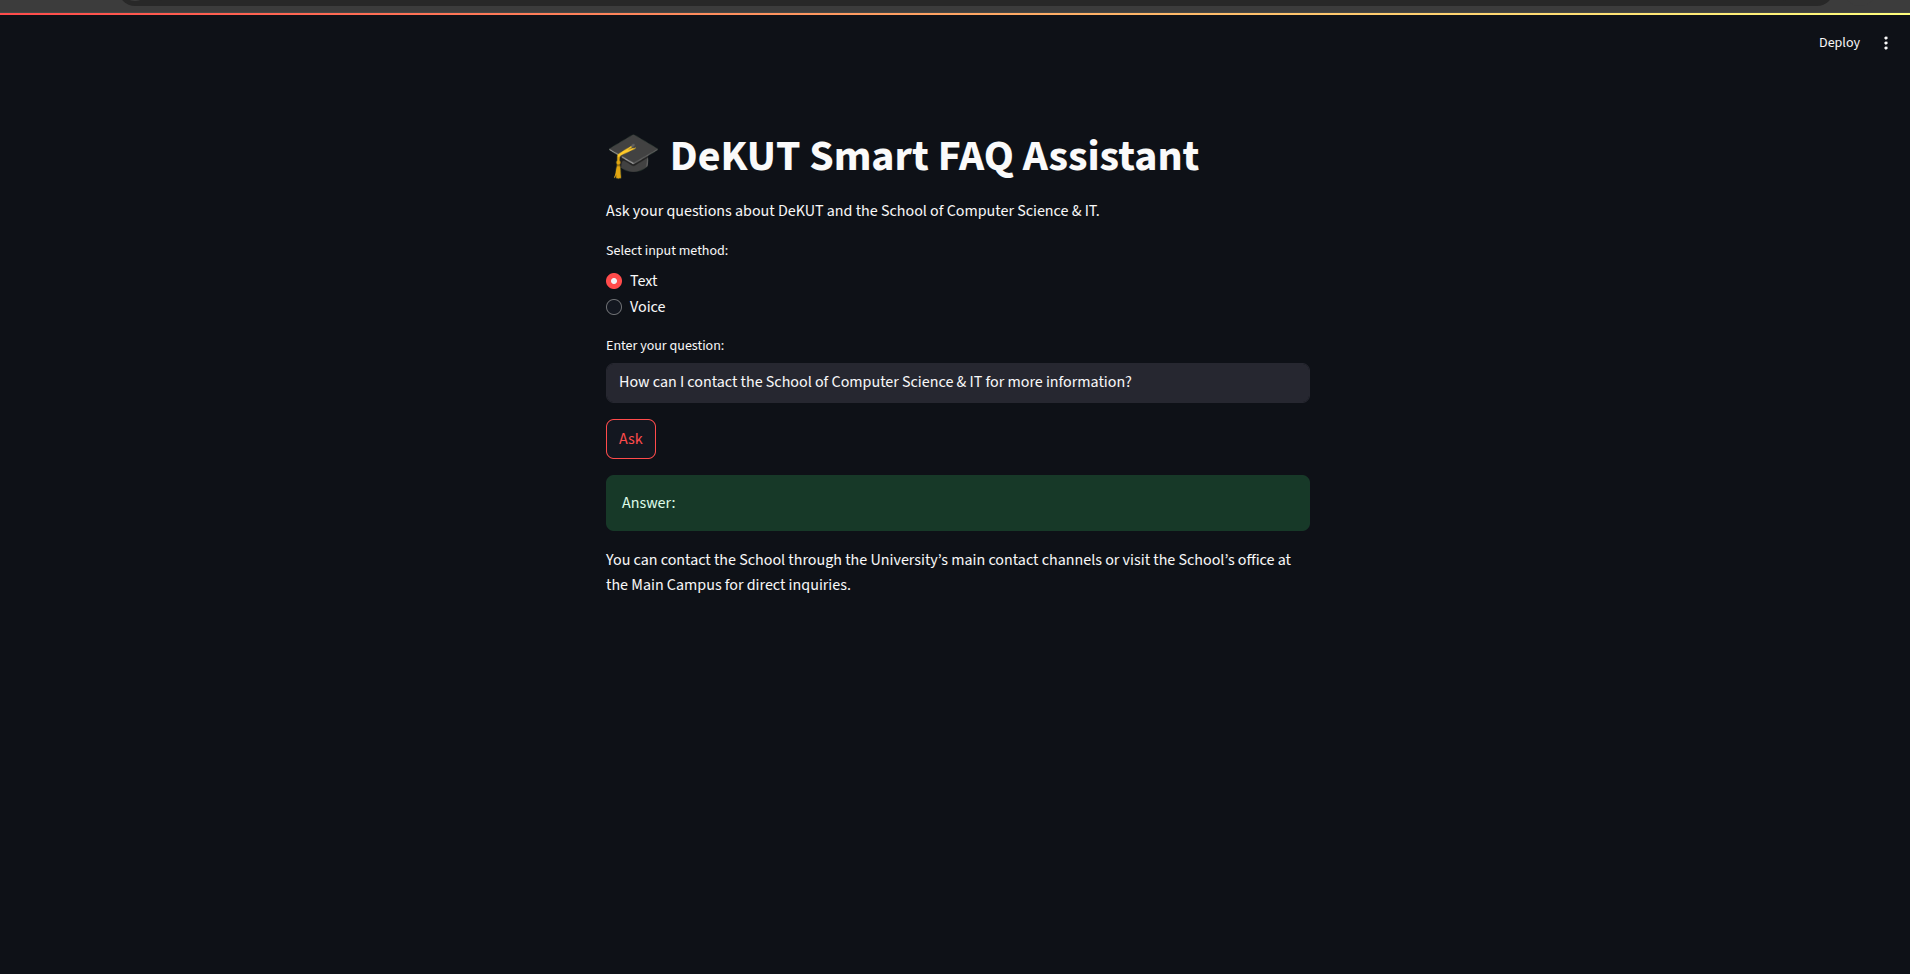 Deploy
DeKUT Smart FAQ Assistant
Ask your questions about DeKUT and the School of Computer Science & IT.
Select input method:
Text
Voice
Enter your question:
How can I contact the School of Computer Science & IT for more information?
Ask
Answer:
You can contact the School through the University’s main contact channels or visit the School’s office at
the Main Campus for direct inquiries.